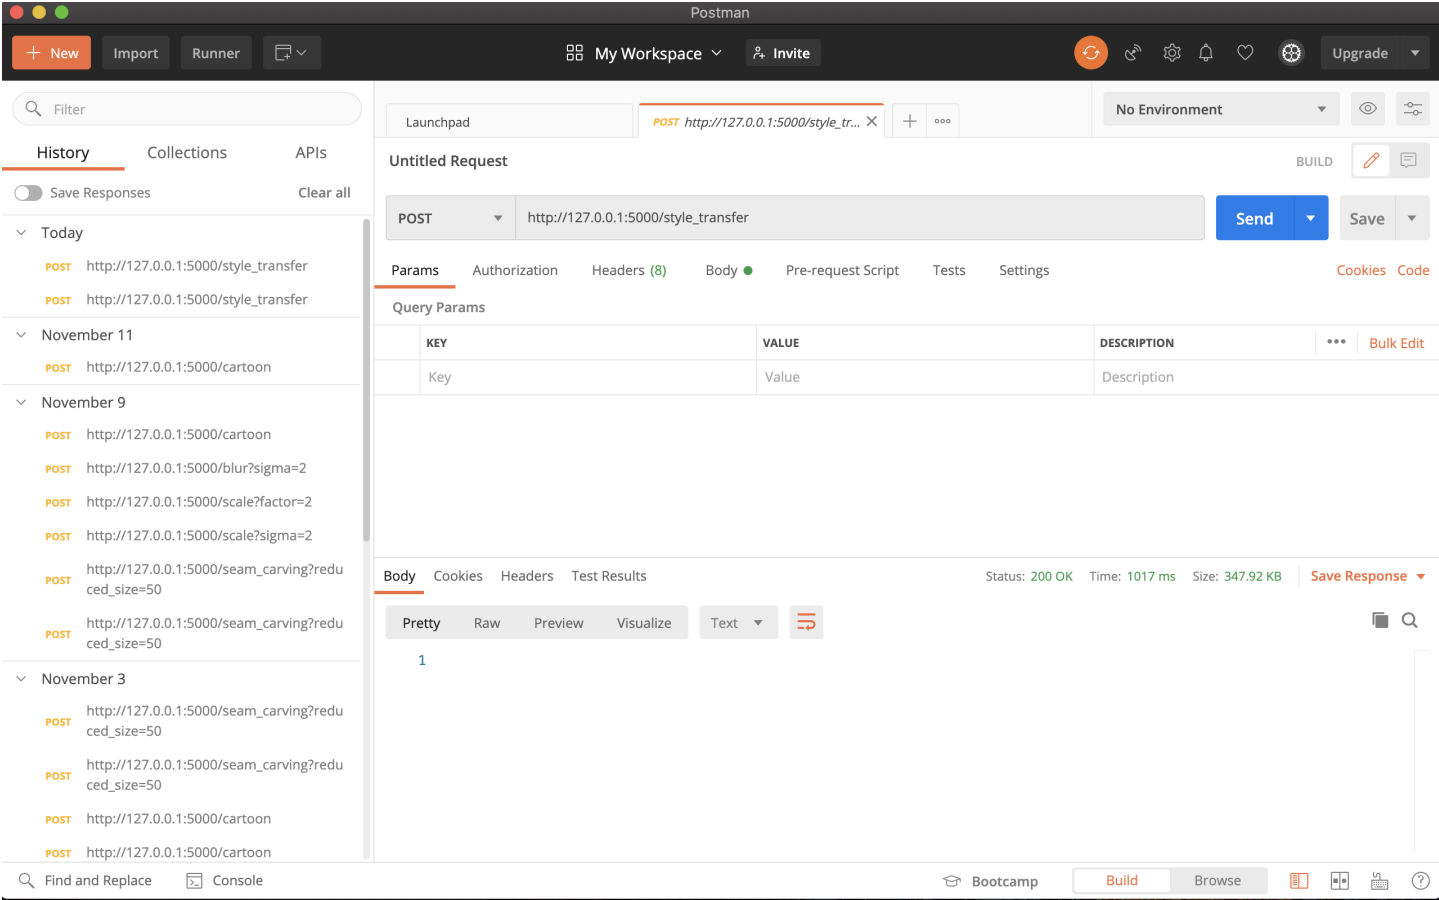 Postman
New
Import
Runner
My Workspace
Invite
Upgrade
Filter
History
Collections
APIs
Save Responses
Clear all
Today
POST http://127.0.0.1:5000/style_transfer
POST http://127.0.0.1:5000/style_transfer
November 11
POST http://127.0.0.1:5000/cartoon
November 9
POST http://127.0.0.1:5000/cartoon
POST http://127.0.0.1:5000/blur?sigma=2
POST http://127.0.0.1:5000/scale?factor=2
POST http://127.0.0.1:5000/scale?sigma=2
POST http://127.0.0.1:5000/seam_carving?redu
ced_size=50
POST http://127.0.0.1:5000/seam_carving?redu
ced_size=50
November 3
POST http://127.0.0.1:5000/seam_carving?redu
ced_size=50
POST http://127.0.0.1:5000/seam_carving?redu
ced_size=50
POST http://127.0.0.1:5000/cartoon
POST http://127.0.0.1:5000/cartoon
Launchpad
POST http://127.0.0.1:5000/style_tr...
No Environment
Untitled Request
BUILD
POST
http://127.0.0.1:5000/style_transfer
Send
Save
Params
Authorization
Headers (8)
Body
Pre-request Script
Tests
Settings
Cookies
Code
Query Params
KEY
VALUE
DESCRIPTION
Bulk Edit
Key
Value
Description
Body
Cookies
Headers
Test Results
Status: 200 OK
Time: 1017 ms
Size: 347.92 KB
Save Response
Pretty
Raw
Preview
Visualize
Text
1
Find and Replace
Console
Bootcamp
Build
Browse